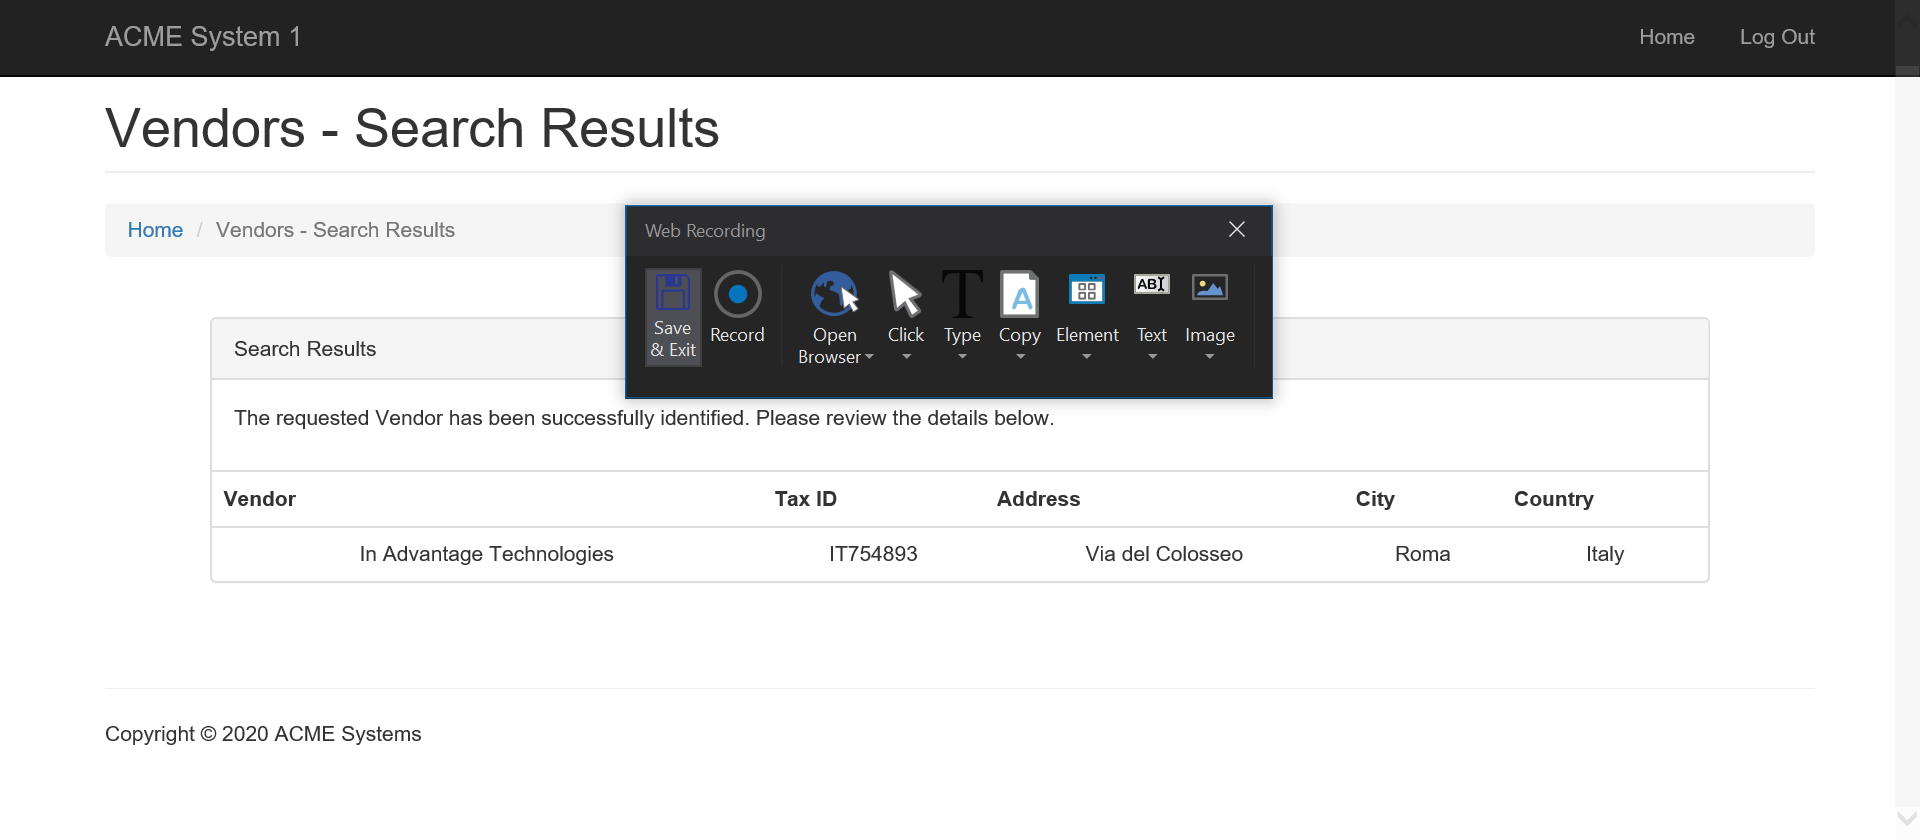 ACME System 1 Home Log Out
Vendors - Search Results
Home / Vendors - Search Results
Web Recording
Save & Exit
Record
Open Browser
Click
Type
Copy
Element
Text
Image
T
A
ABI
Search Results
The requested Vendor has been successfully identified. Please review the details below.
Vendor Tax ID Address City Country
In Advantage Technologies IT754893 Via del Colosseo Roma Italy
Copyright © 2020 ACME Systems